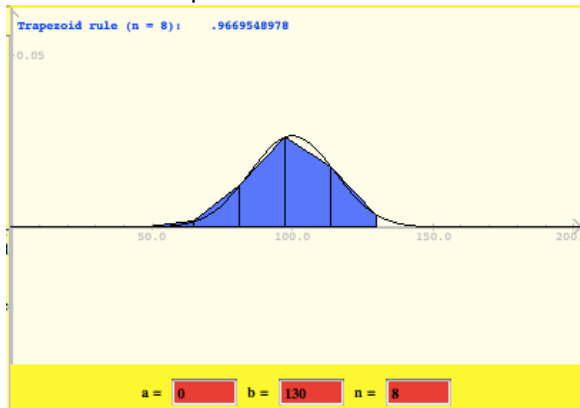 Trapezoid rule (n = 8): .9669548978
0.05
50.0 100.0 150.0 200.
a = 0 b = 130 n = 8